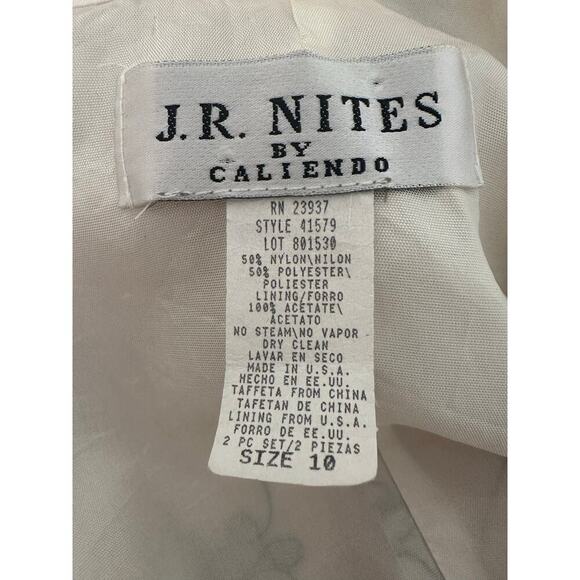 J.R. NITES
BY
CALIENDO
RN 23937
STYLE 41579
LOT 801530
50% NYLON\NILON
50% POLYESTER\
POLIESTER
LINING/FORRO
100% ACETATE\
ACETATO
NO STEAM\NO VAPOR
DRY CLEAN
LAVAR EN SECO
MADE IN U.S.A.
HECHO EN EE.UU.
TAFFETA FROM CHINA
TAFETAN DE CHINA
LINING FROM U.S.A.
FORRO DE EE.UU.
2 PC SET/2 PIEZAS
SIZE 10